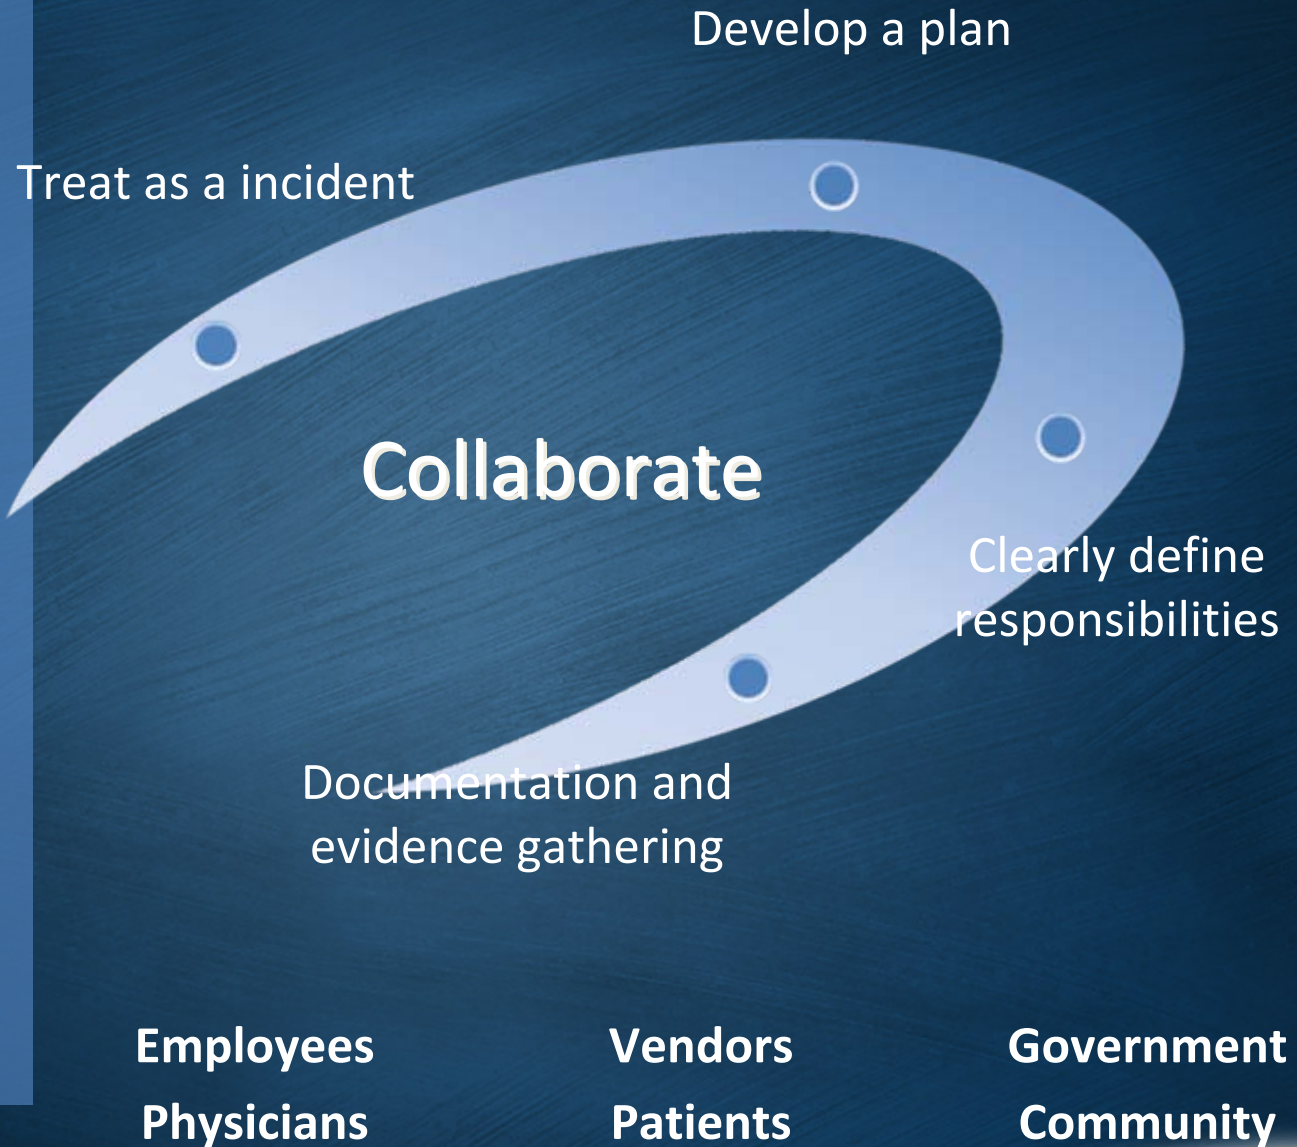 Develop a plan
Treat as a incident
Collaborate
Clearly define
responsibilities
Documentation and
evidence gathering
Employees Vendors Government
Physicians Patients Community